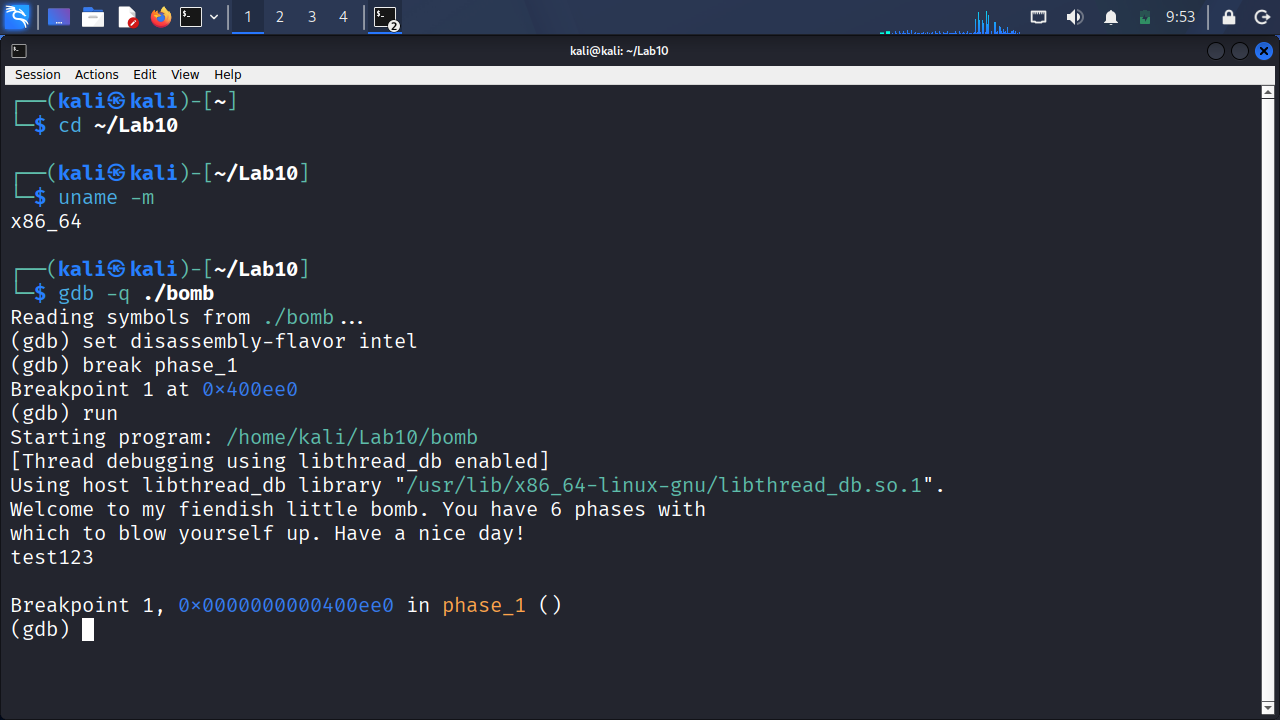 1 2 3 4 2 9:53
kali@kali: ~/Lab10
Session Actions Edit View Help
┌──(kali㉿kali)-[~]
└─$ cd ~/Lab10
┌──(kali㉿kali)-[~/Lab10]
└─$ uname -m
x86_64
┌──(kali㉿kali)-[~/Lab10]
└─$ gdb -q ./bomb
Reading symbols from ./bomb...
(gdb) set disassembly-flavor intel
(gdb) break phase_1
Breakpoint 1 at 0x400ee0
(gdb) run
Starting program: /home/kali/Lab10/bomb
[Thread debugging using libthread_db enabled]
Using host libthread_db library "/usr/lib/x86_64-linux-gnu/libthread_db.so.1".
Welcome to my fiendish little bomb. You have 6 phases with
which to blow yourself up. Have a nice day!
test123
Breakpoint 1, 0x0000000000400ee0 in phase_1 ()
(gdb)